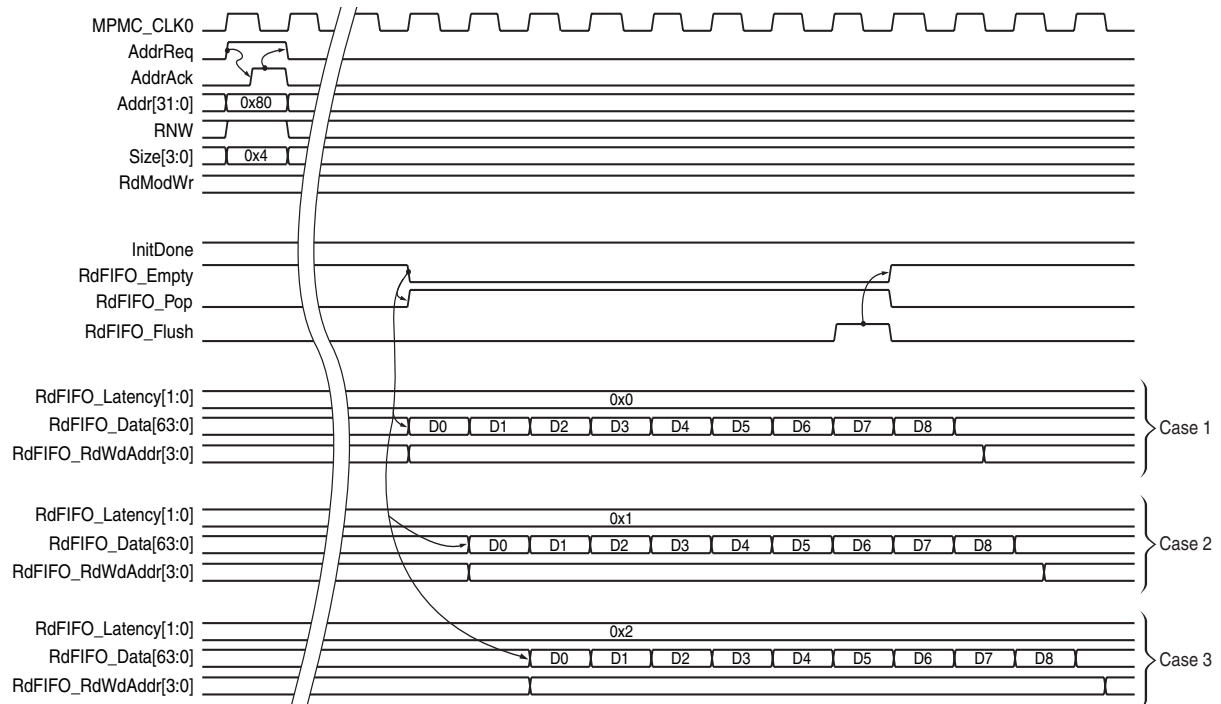 MPMC_CLK0
AddrReq
AddrAck
Addr[31:0] 0x80
RNW
Size[3:0] 0x4
RdModWr
InitDone
RdFIFO_Empty
RdFIFO_Pop
RdFIFO_Flush
RdFIFO_Latency[1:0] 0x0
RdFIFO_Data[63:0] D0 D1 D2 D3 D4 D5 D6 D7 D8 Case 1
RdFIFO_RdWdAddr[3:0]
RdFIFO_Latency[1:0] 0x1
RdFIFO_Data[63:0] D0 D1 D2 D3 D4 D5 D6 D7 D8 Case 2
RdFIFO_RdWdAddr[3:0]
RdFIFO_Latency[1:0] 0x2
RdFIFO_Data[63:0] D0 D1 D2 D3 D4 D5 D6 D7 D8 Case 3
RdFIFO_RdWdAddr[3:0]